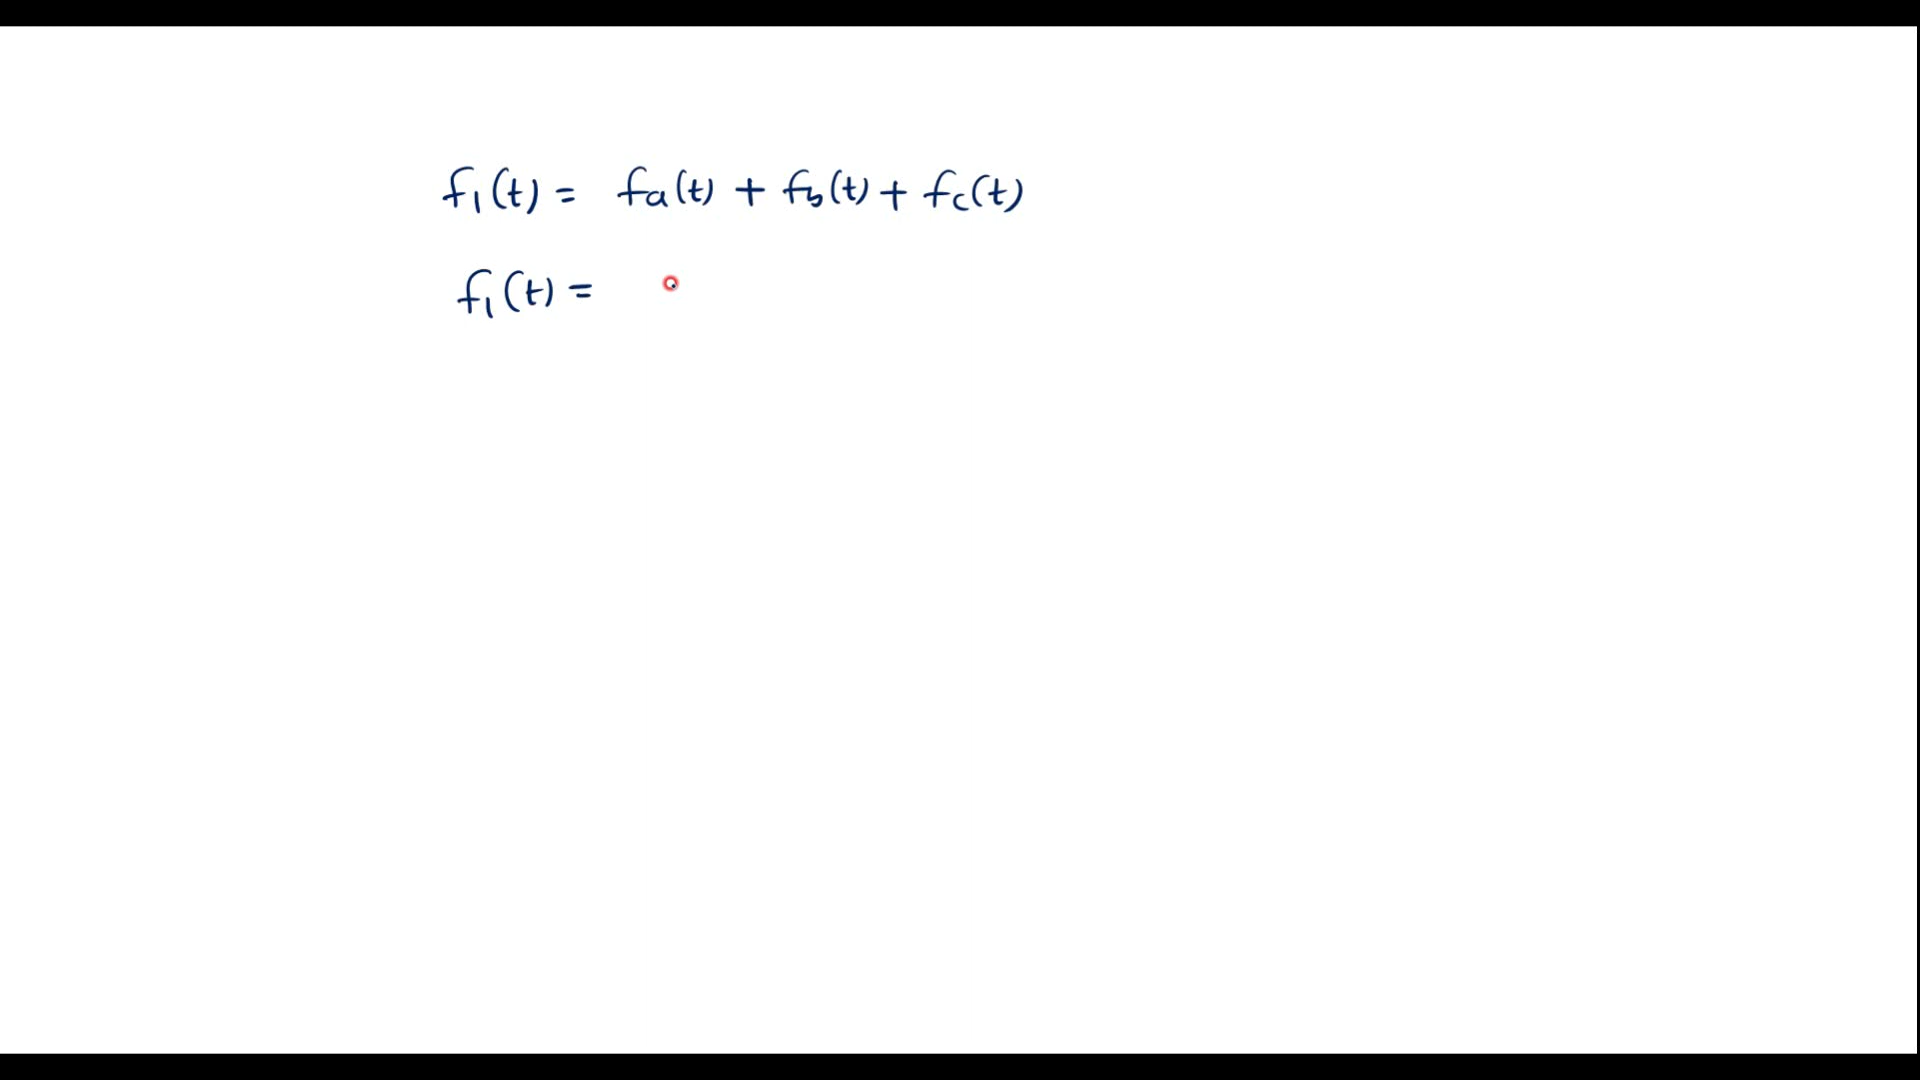 f₁(t) = fa(t) + fb(t) + fc(t)
f₁(t) =